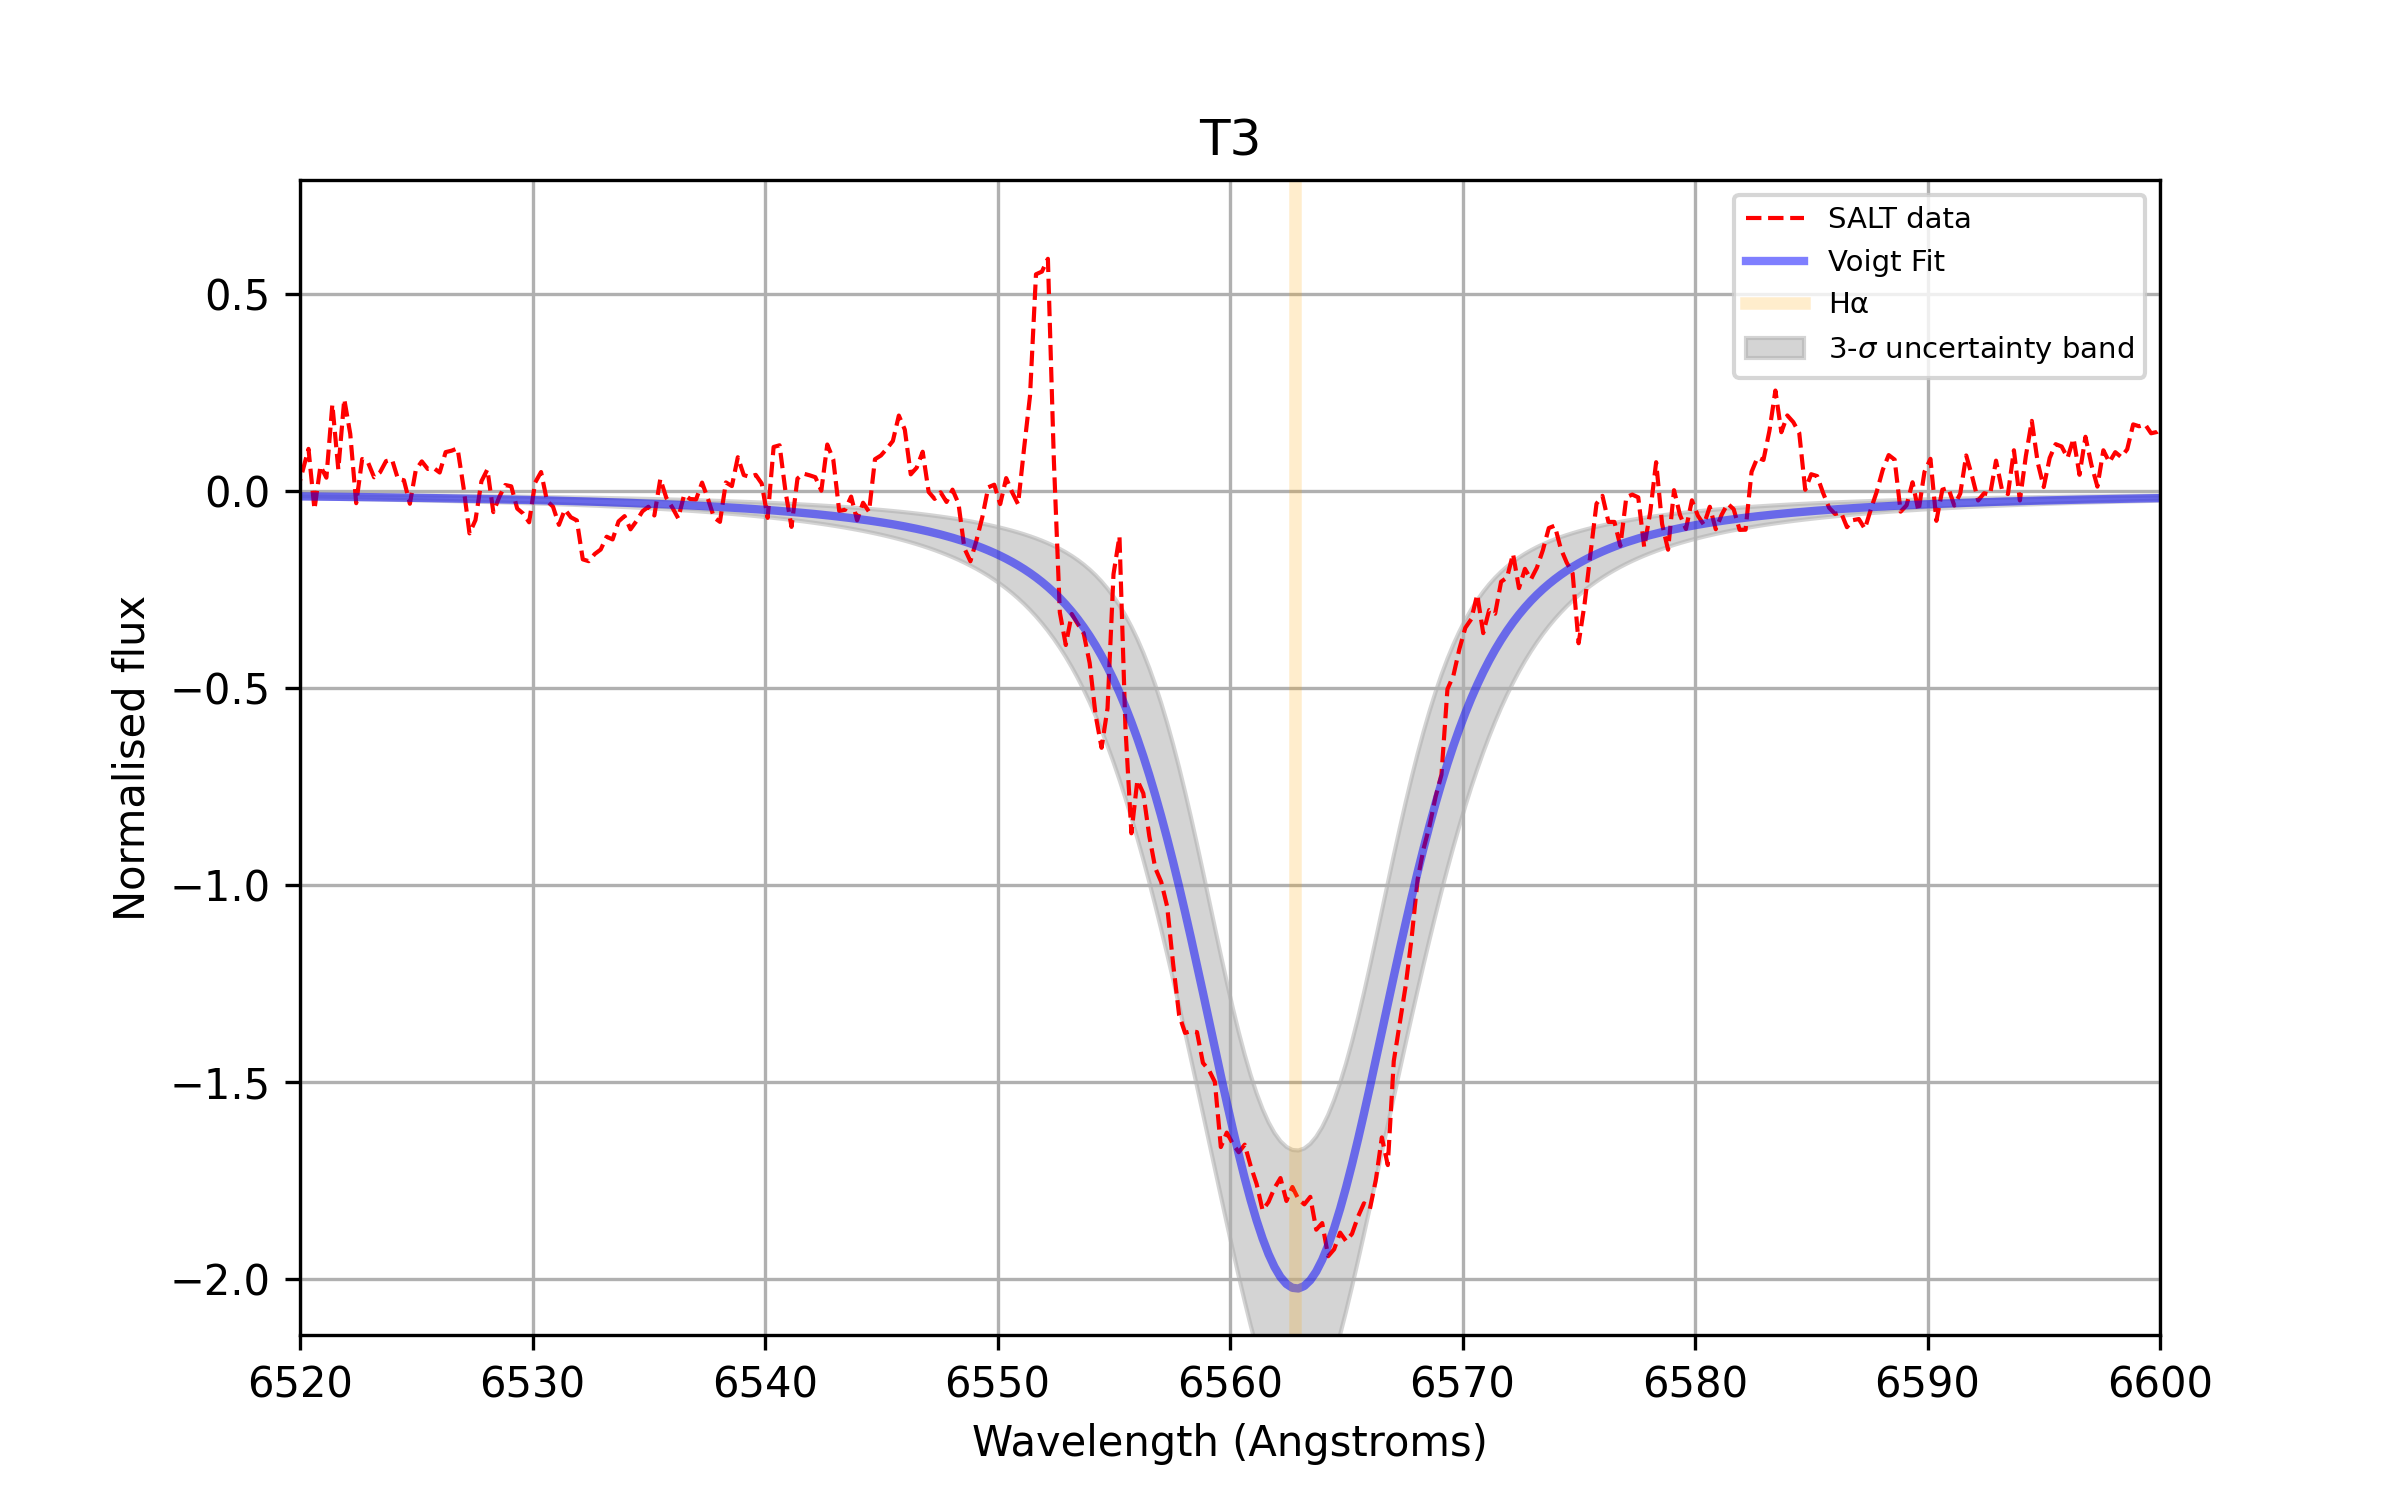 T3
SALT data
Voigt Fit
Hα
3-σ uncertainty band
0.5
0.0
−0.5
−1.0
−1.5
−2.0
Normalised flux
6520 6530 6540 6550 6560 6570 6580 6590 6600
Wavelength (Angstroms)